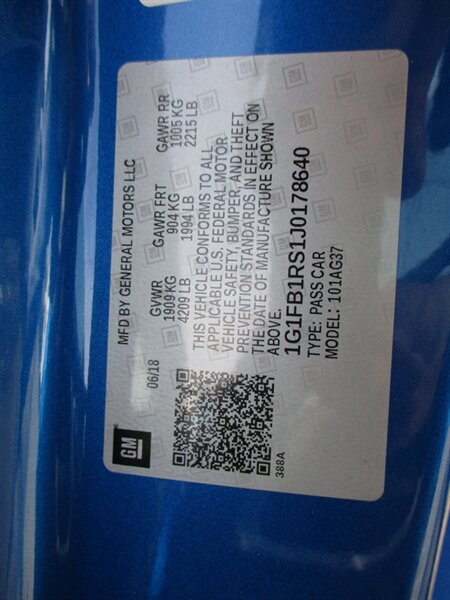 MFD BY GENERAL MOTORS LLC
06/18
GVWR GAWR FRT GAWR RR
1909 KG 904 KG 1005 KG
4209 LB 1994 LB 2215 LB
THIS VEHICLE CONFORMS TO ALL
APPLICABLE U.S. FEDERAL MOTOR
VEHICLE SAFETY, BUMPER, AND THEFT
PREVENTION STANDARDS IN EFFECT ON
THE DATE OF MANUFACTURE SHOWN
ABOVE.
1G1FB1RS1J0178640
TYPE: PASS CAR
MODEL: 101AG37
GM
388A